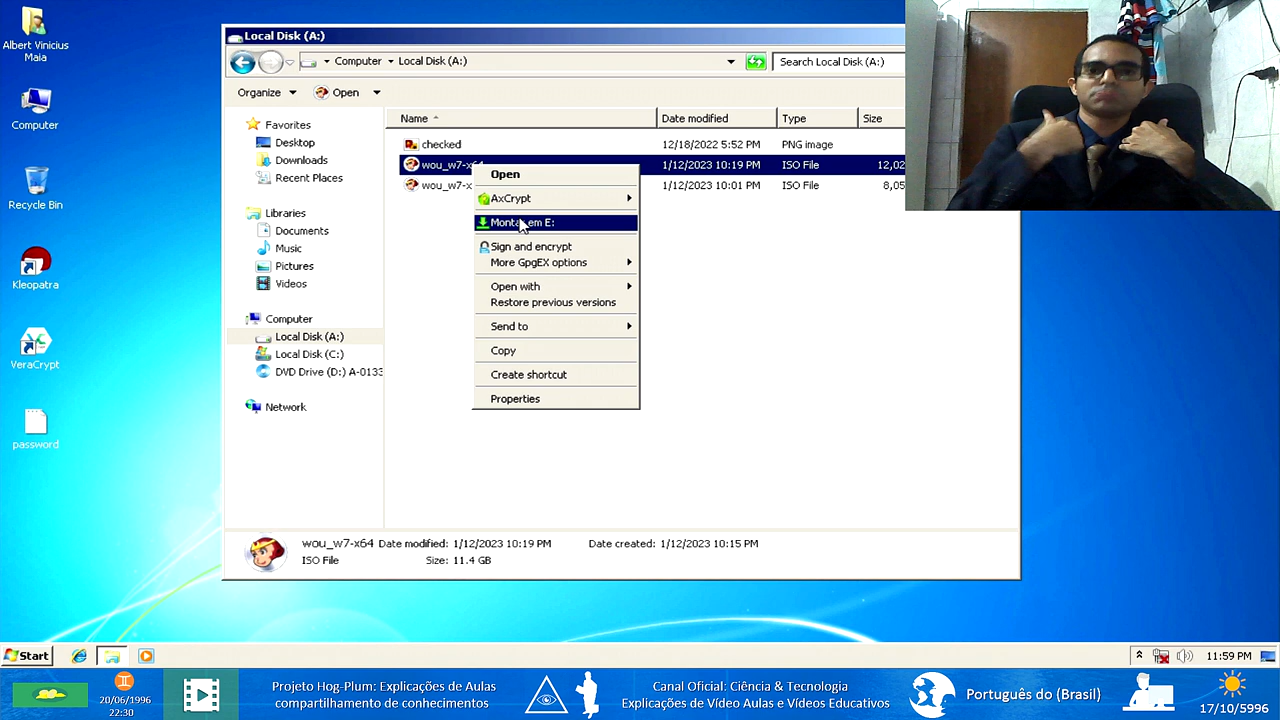 Albert Vinicius
Maia
Computer
Recycle Bin
Kleopatra
VeraCrypt
password
Local Disk (A:)
Computer
Local Disk (A:)
Search Local Disk (A:)
Organize
Open
Name
Date modified
Type
Size
Favorites
Desktop
Downloads
Recent Places
Libraries
Documents
Music
Pictures
Videos
Computer
Local Disk (A:)
Local Disk (C:)
DVD Drive (D:) A-0133
Network
checked
12/18/2022 5:52 PM
PNG image
wou_w7-x64
1/12/2023 10:19 PM
ISO File
12,02
wou_w7-x
1/12/2023 10:01 PM
ISO File
8,05
Open
AxCrypt
em E:
Sign and encrypt
More GpgEX options
Open with
Restore previous versions
Send to
Copy
Create shortcut
Properties
wou_w7-x64 Date modified: 1/12/2023 10:19 PM Date created: 1/12/2023 10:15 PM
ISO File Size: 11.4 GB
Start
11:59 PM
20/06/1996
22:30
Projeto Hog-Plum: Explicações de Aulas
contribuindo com compartilhamento de conhecimentos
Canal Oficial: Ciência & Tecnologia
Explicações de Vídeo Aulas e Vídeos Educativos
Português do (Brasil)
17/10/5996